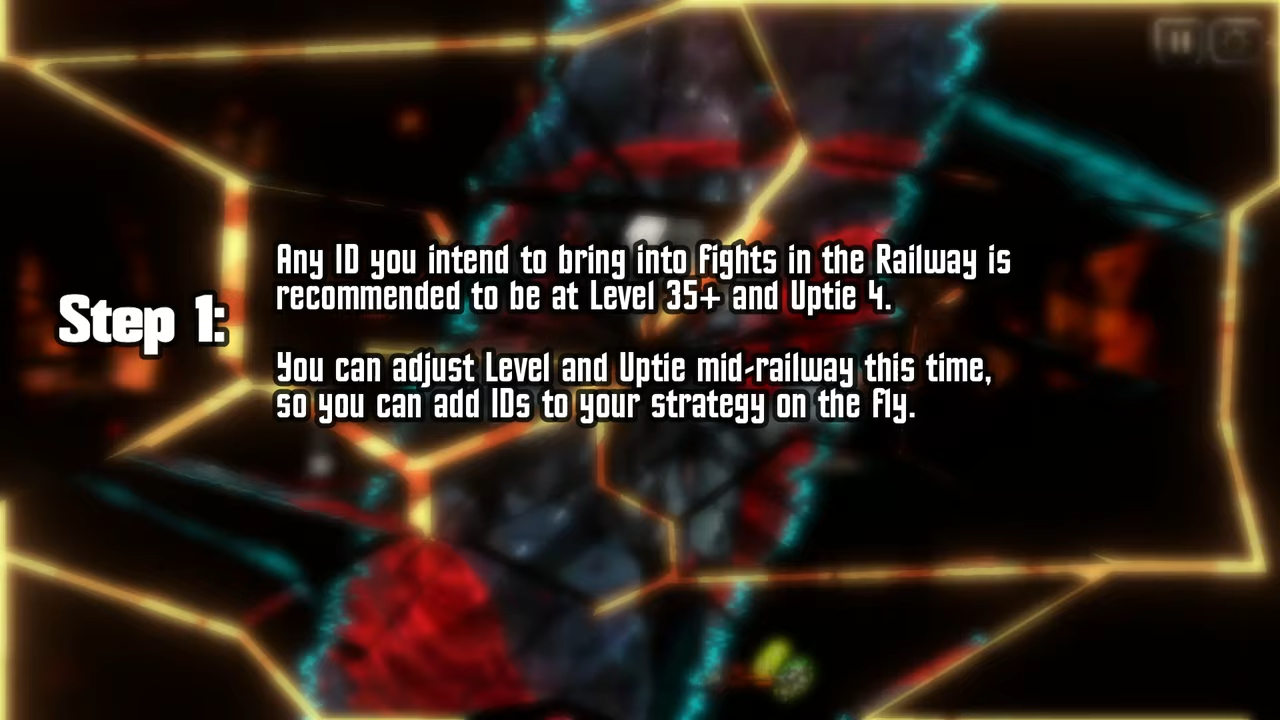 Step 1:
Any ID you intend to bring into fights in the Railway is
recommended to be at Level 35+ and Uptie 4.
You can adjust Level and Uptie mid-railway this time,
so you can add IDs to your strategy on the fly.